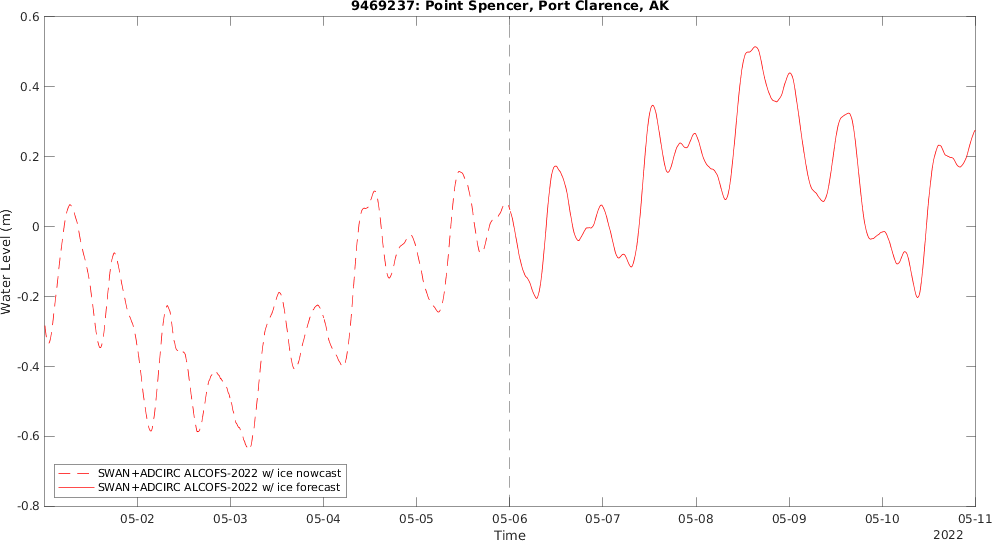 9469237: Point Spencer, Port Clarence, AK
0.6
0.4
0.2
0
-0.2
-0.4
-0.6
-0.8
Water Level (m)
SWAN+ADCIRC ALCOFS-2022 w/ ice nowcast
SWAN+ADCIRC ALCOFS-2022 w/ ice forecast
05-02 05-03 05-04 05-05 05-06 05-07 05-08 05-09 05-10 05-11
Time
2022